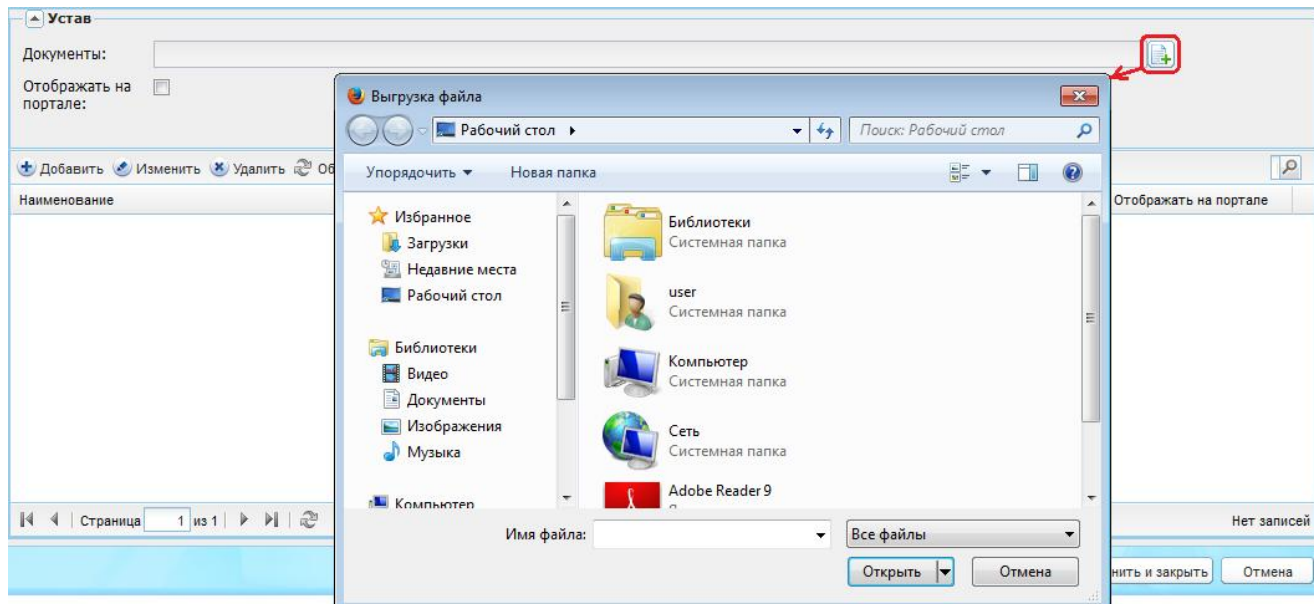 Устав
Документы:
Отображать на
портале:
Добавить Изменить Удалить Об
Наименование
Отображать на портале
Страница 1 из 1
Нет записей
нить и закрыть Отмена
Выгрузка файла
Рабочий стол
Поиск: Рабочий стол
Упорядочить Новая папка
Избранное
Загрузки
Недавние места
Рабочий стол
Библиотеки
Видео
Документы
Изображения
Музыка
Компьютер
Библиотеки
Системная папка
user
Системная папка
Компьютер
Системная папка
Сеть
Системная папка
Adobe Reader 9
Имя файла:
Все файлы
Открыть Отмена